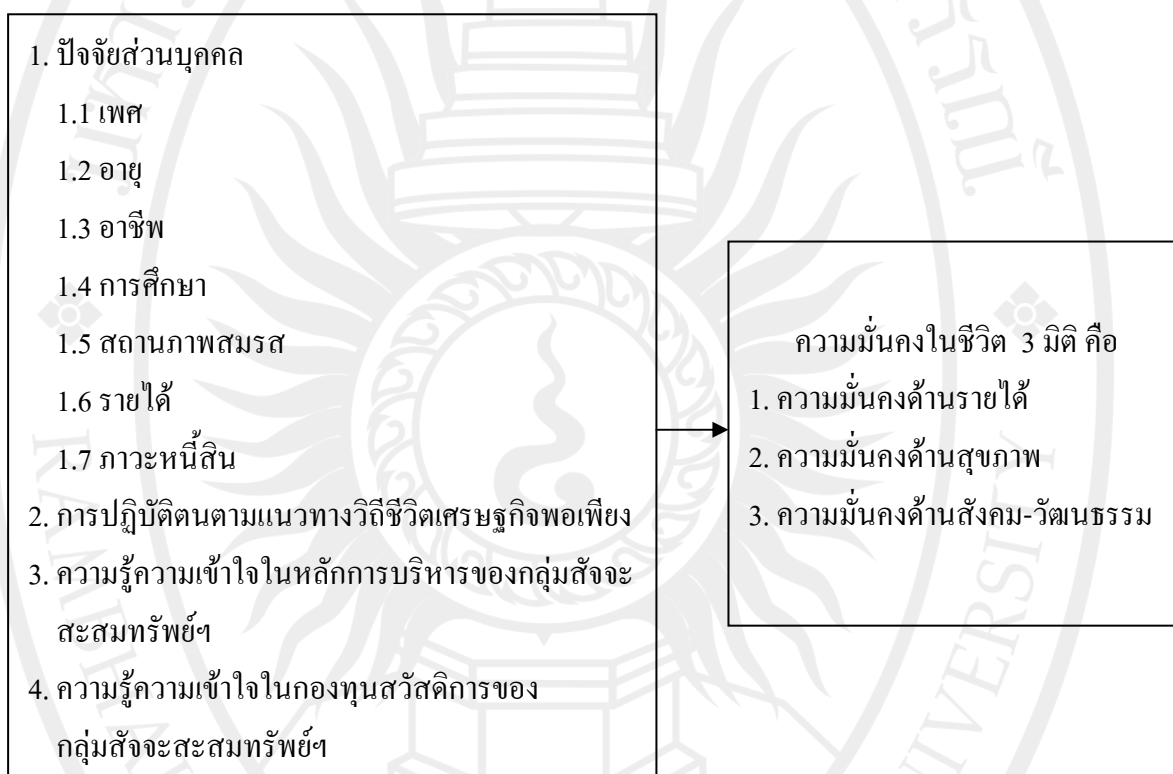 1. ปัจจัยส่วนบุคคล
1.1 เพศ
1.2 อายุ
1.3 อาชีพ
1.4 การศึกษา
1.5 สถานภาพสมรส
1.6 รายได้
1.7 ภาวะหนี้สิน
2. การปฏิบัติตนตามแนวทางวิถีชีวิตเศรษฐกิจพอเพียง
3. ความรู้ความเข้าใจในหลักการบริหารของกลุ่มสัจจะ
สะสมทรัพย์ฯ
4. ความรู้ความเข้าใจในกองทุนสวัสดิการของ
กลุ่มสัจจะสะสมทรัพย์ฯ
ความมั่นคงในชีวิต 3 มิติ คือ
1. ความมั่นคงด้านรายได้
2. ความมั่นคงด้านสุขภาพ
3. ความมั่นคงด้านสังคม-วัฒนธรรม